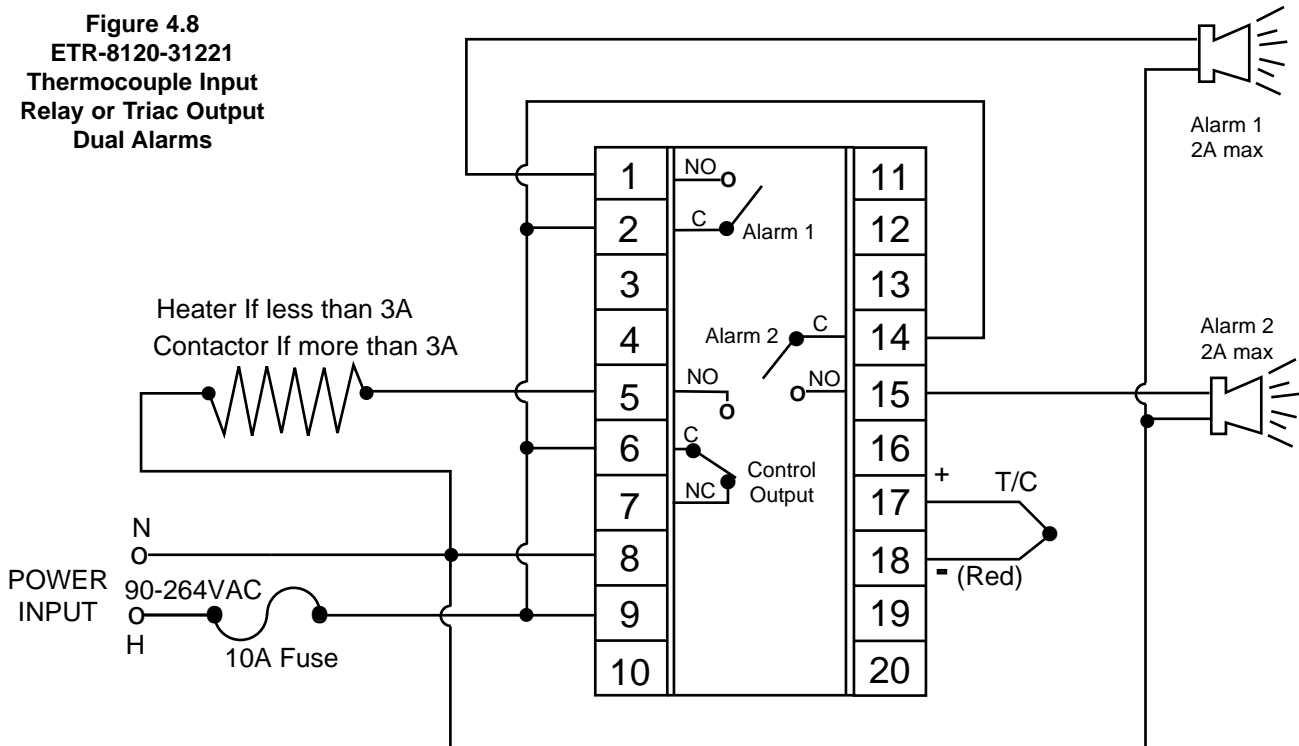 Figure 4.8
ETR-8120-31221
Thermocouple Input
Relay or Triac Output
Dual Alarms
Alarm 1
2A max
1
NO
11
2
C
Alarm 1
12
3
13
Heater If less than 3A
Contactor If more than 3A
4
Alarm 2
C
14
Alarm 2
2A max
5
NO
NO
15
6
C
16
Control
Output
7
NC
17
+
T/C
N
8
18
- (Red)
POWER
INPUT
90-264VAC
9
19
H
10A Fuse
10
20